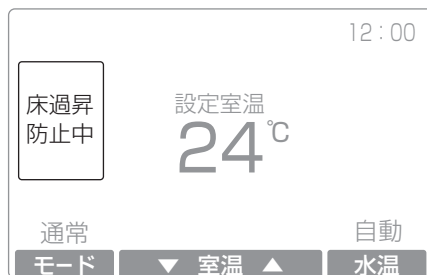 12:00
床過昇
防止中
設定室温
24℃
通常
自動
モード ▼ 室温 ▲ 水温